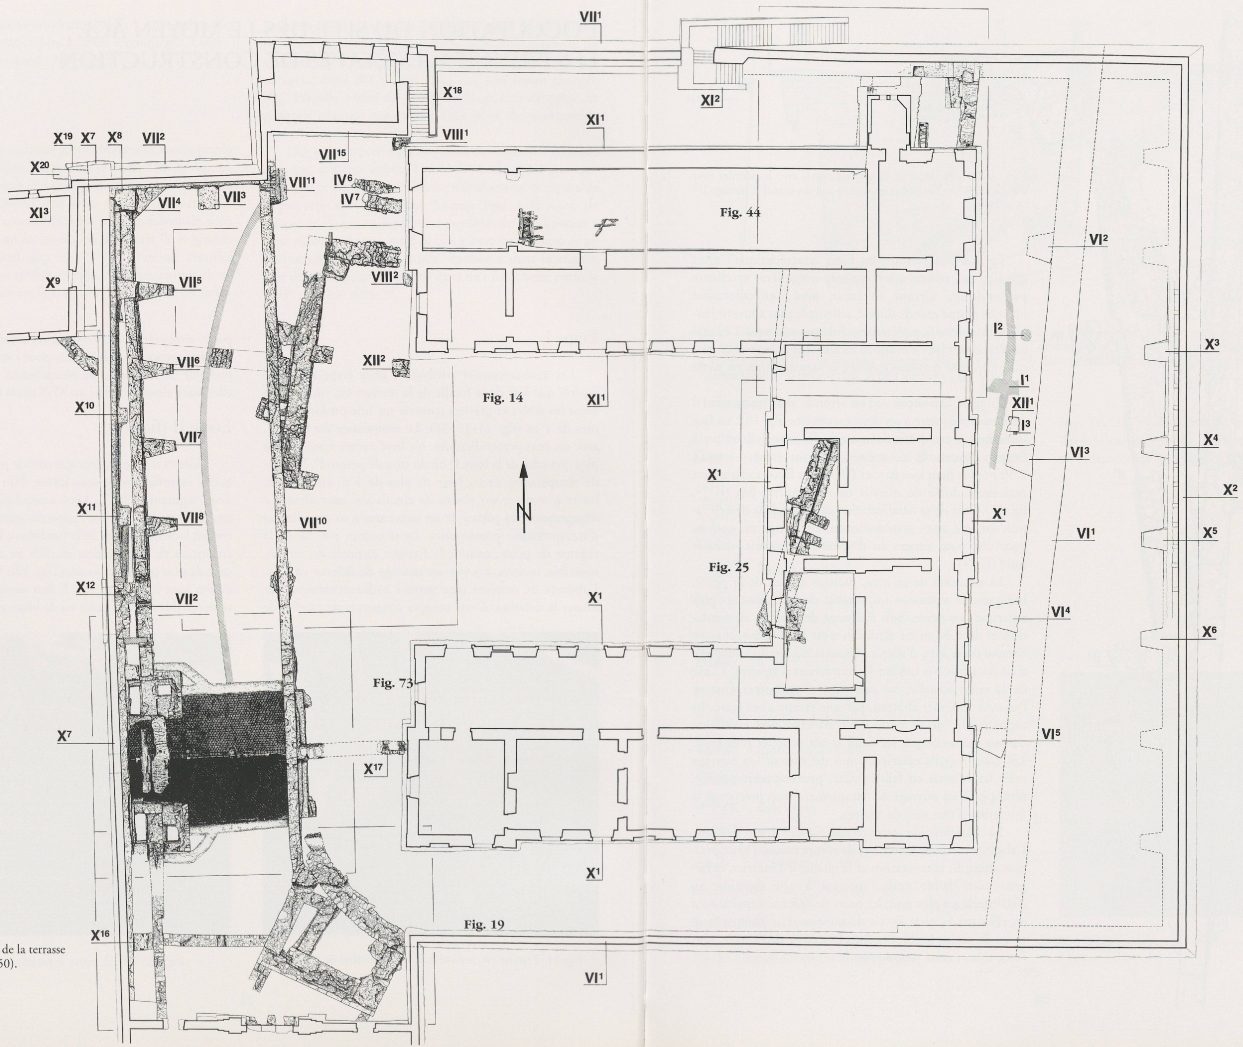 VII¹
X¹⁸
XI²
VIII¹
XI¹
X¹⁹ X⁷ X⁸ VII²
X²⁰
VII¹⁵
VII¹¹
IV⁶
IV⁷
XI³
VII⁴
VII³
Fig. 44
VI²
X⁹
VII⁵
VIII²
I²
X³
VII⁶
XII²
I¹
XI¹
Fig. 14
XII¹
I³
X¹⁰
VII⁷
X⁴
VI³
X¹
X²
X¹¹
VII⁸
VII¹⁰
N
X¹
VI¹
X⁵
Fig. 25
X¹²
VII²
X¹
VI⁴
X⁶
Fig. 73
X⁷
X¹⁷
VI⁵
X¹
Fig. 19
X¹⁶
de la terrasse
50).
VI¹